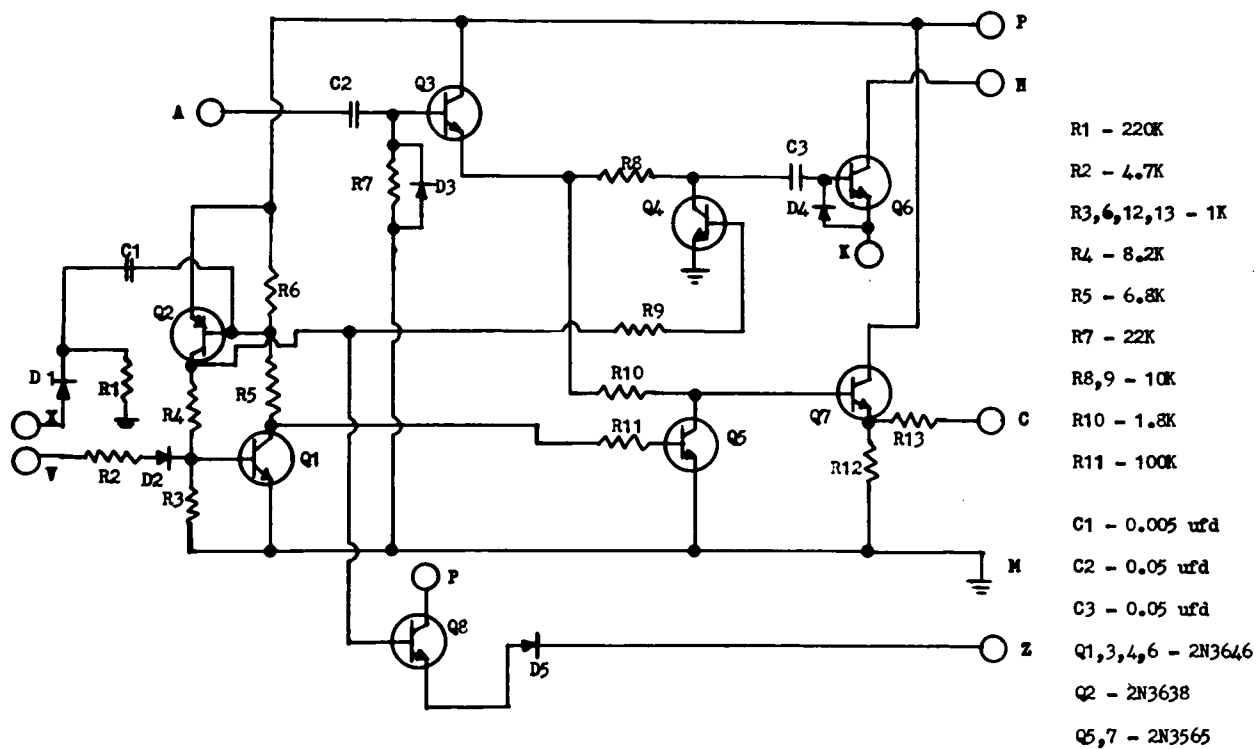 P
N
A
C2
Q3
R7
D3
R8
C3
Q4
D4
Q6
K
C1
R6
Q2
R9
D1
R1
R4
R5
R10
R11
Q5
Q7
R13
C
X
V
R2
D2
R3
Q1
R12
M
P
Q8
D5
Z
R1 - 220K
R2 - 4.7K
R3,6,12,13 - 1K
R4 - 8.2K
R5 - 6.8K
R7 - 22K
R8,9 - 10K
R10 - 1.8K
R11 - 100K
C1 - 0.005 ufd
C2 - 0.05 ufd
C3 - 0.05 ufd
Q1,3,4,6 - 2N3646
Q2 - 2N3638
Q5,7 - 2N3565